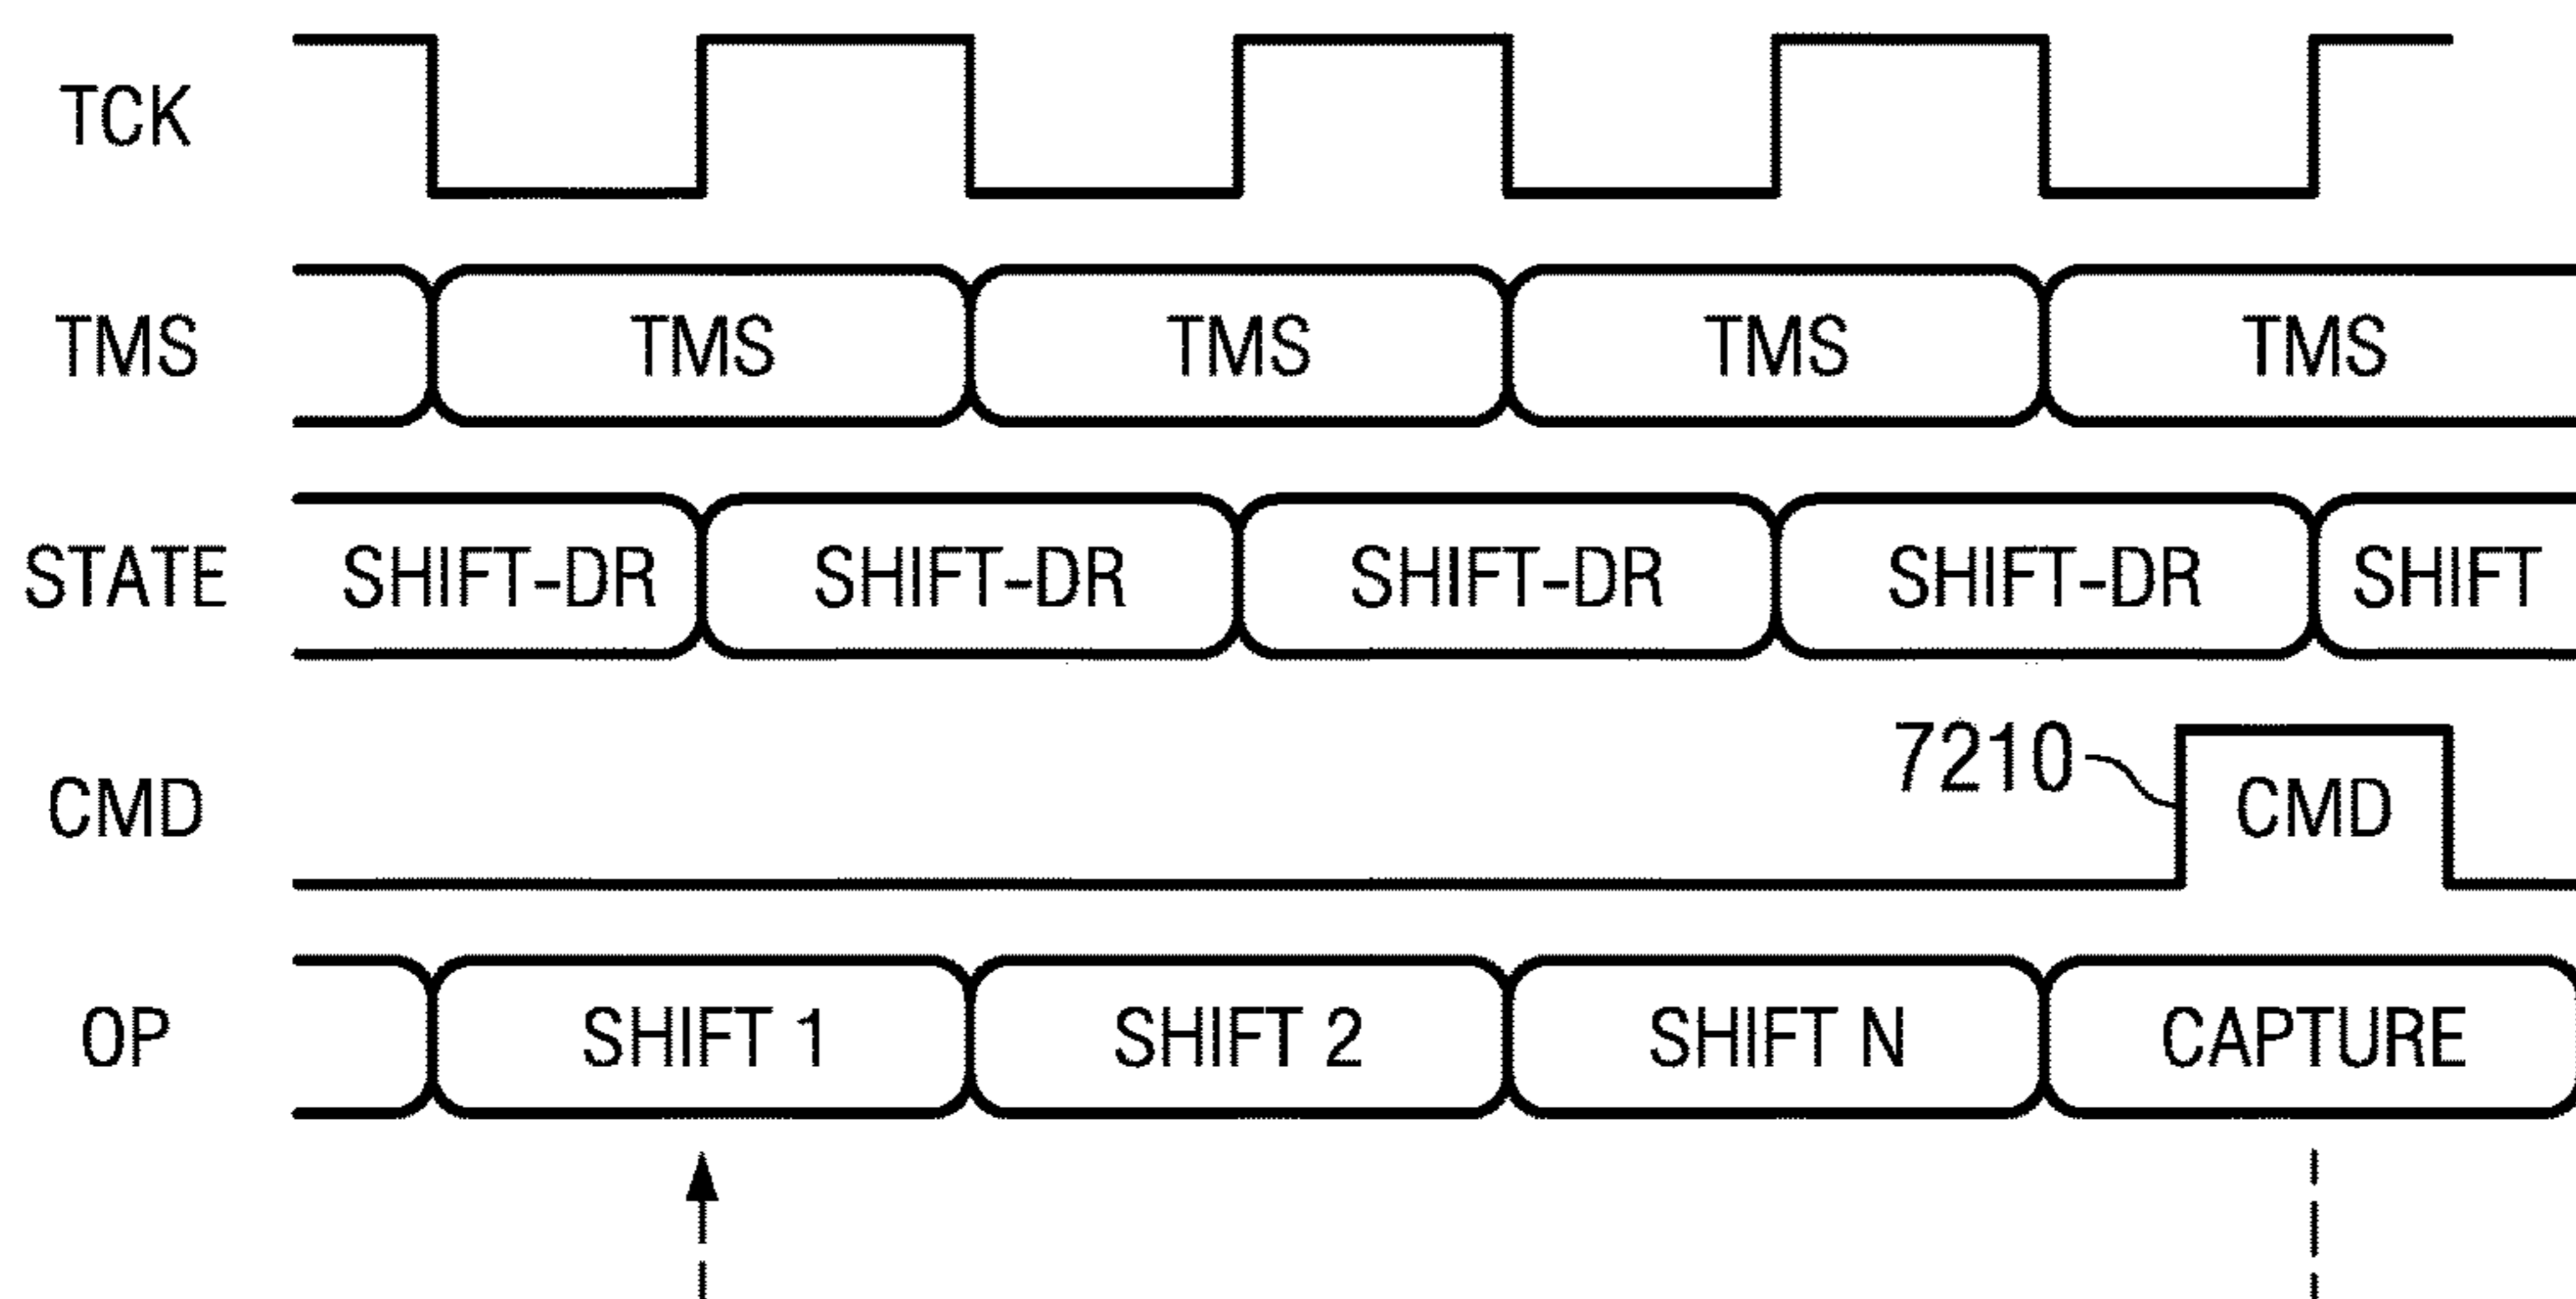 TCK
TMS TMS TMS TMS TMS
STATE SHIFT-DR SHIFT-DR SHIFT-DR SHIFT-DR SHIFT
7210
CMD CMD
OP SHIFT 1 SHIFT 2 SHIFT N CAPTURE